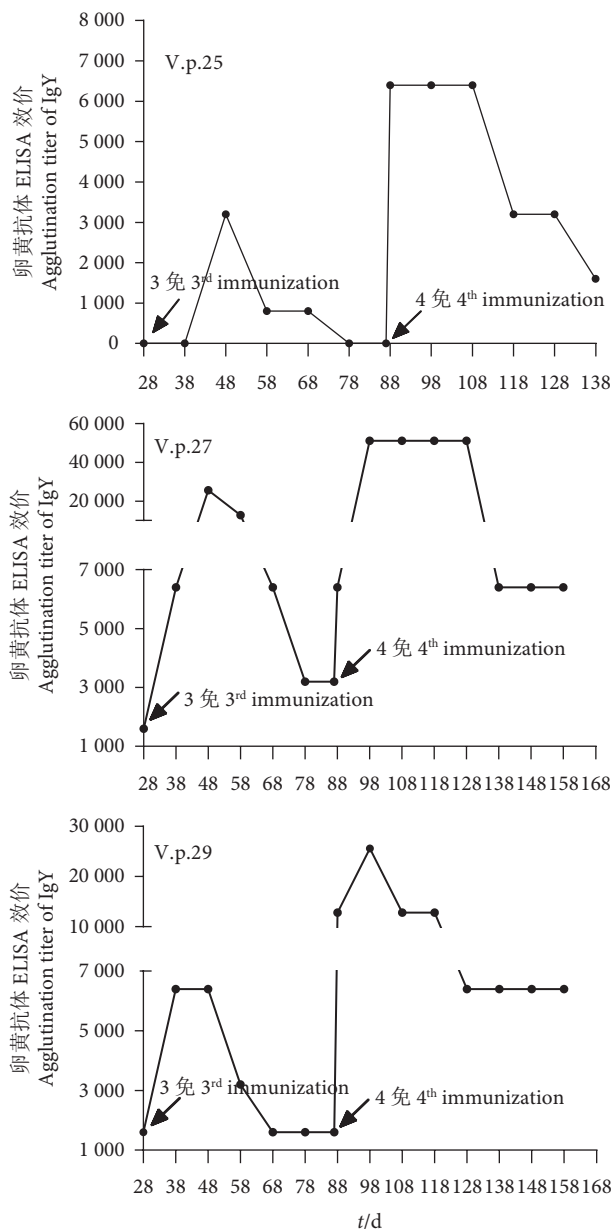 卵黄抗体 ELISA 效价
Agglutination titer of IgY
8 000
7 000
6 000
5 000
4 000
3 000
2 000
1 000
0
V.p.25
3 免 3rd immunization
4 免 4th immunization
28 38 48 58 68 78 88 98 108 118 128 138
卵黄抗体 ELISA 效价
Agglutination titer of IgY
60 000
40 000
20 000
7 000
5 000
3 000
1 000
V.p.27
4 免 4th immunization
3 免 3rd immunization
28 38 48 58 68 78 88 98 108 118 128 138 148 158 168
卵黄抗体 ELISA 效价
Agglutination titer of IgY
30 000
20 000
10 000
7 000
5 000
3 000
1 000
V.p.29
3 免 3rd immunization
4 免 4th immunization
28 38 48 58 68 78 88 98 108 118 128 138 148 158 168
t/d